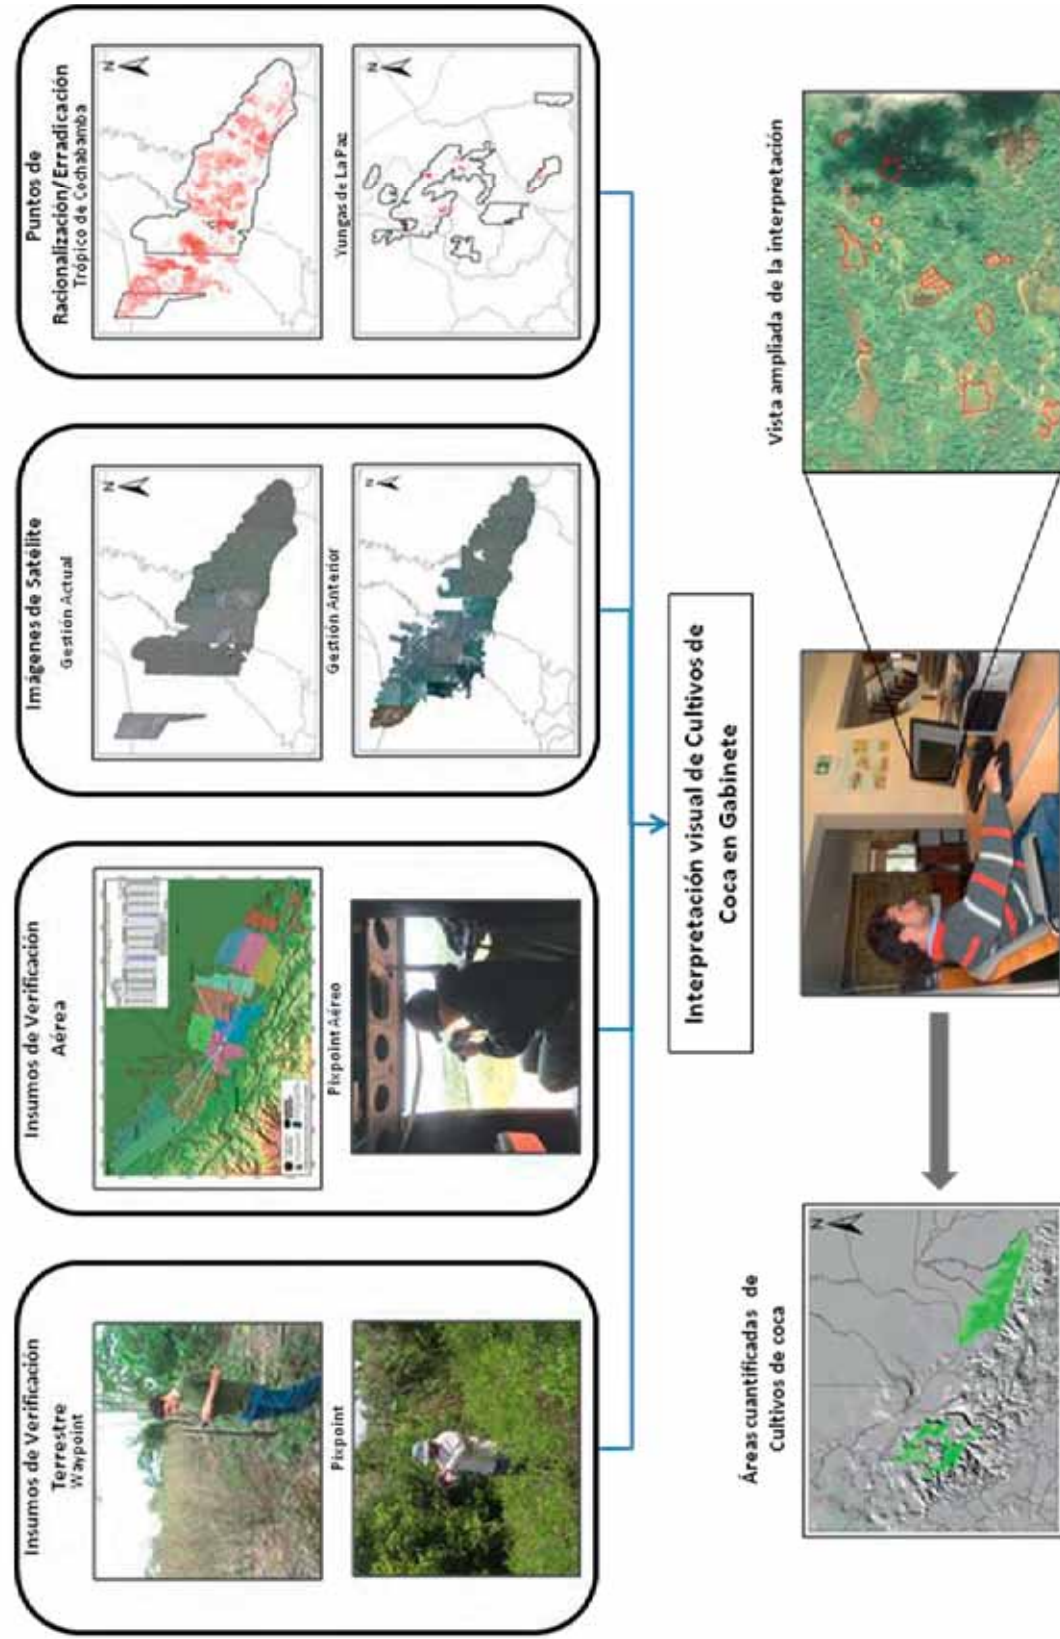 Insumos de Verificación
Terrestre
Waypoint
Pixpoint
Insumos de Verificación
Aérea
Pixpoint Aéreo
Imágenes de Satélite
Gestión Actual
N
Gestión Anterior
N
Puntos de
Racionalización/Erradicación
Trópico de Cochabamba
N
Yungas de La Paz
N
Interpretación visual de Cultivos de
Coca en Gabinete
Áreas cuantificadas de
Cultivos de coca
N
Vista ampliada de la interpretación